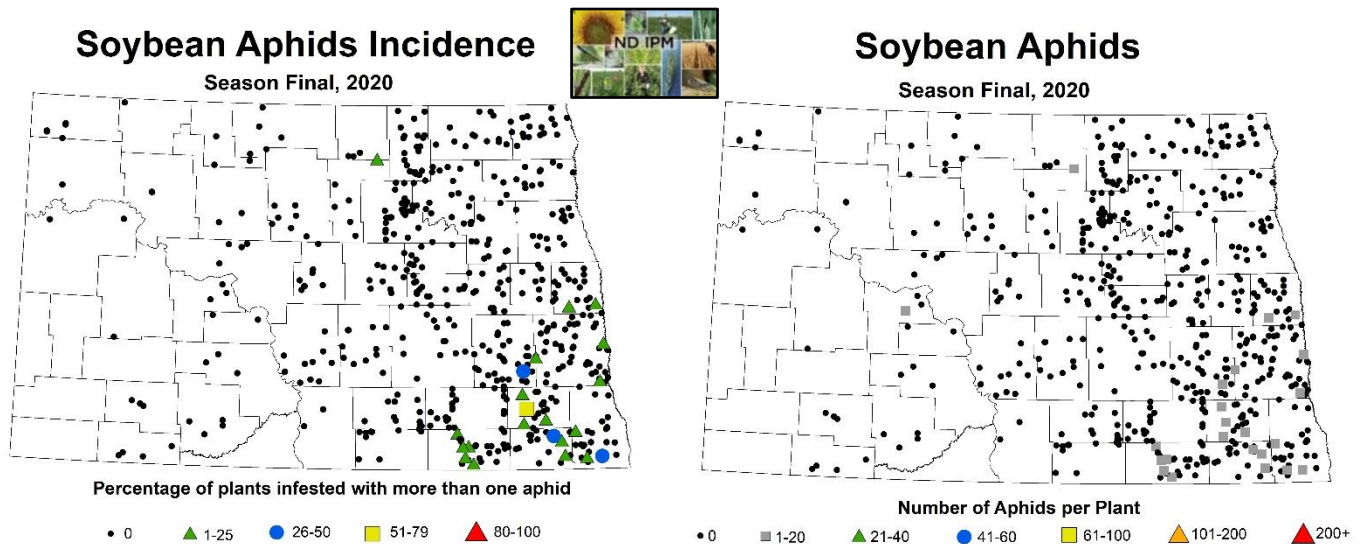 Soybean Aphids Incidence
Season Final, 2020
ND IPM
Soybean Aphids
Season Final, 2020
Percentage of plants infested with more than one aphid
0 1-25 26-50 51-79 80-100
Number of Aphids per Plant
0 1-20 21-40 41-60 61-100 101-200 200+